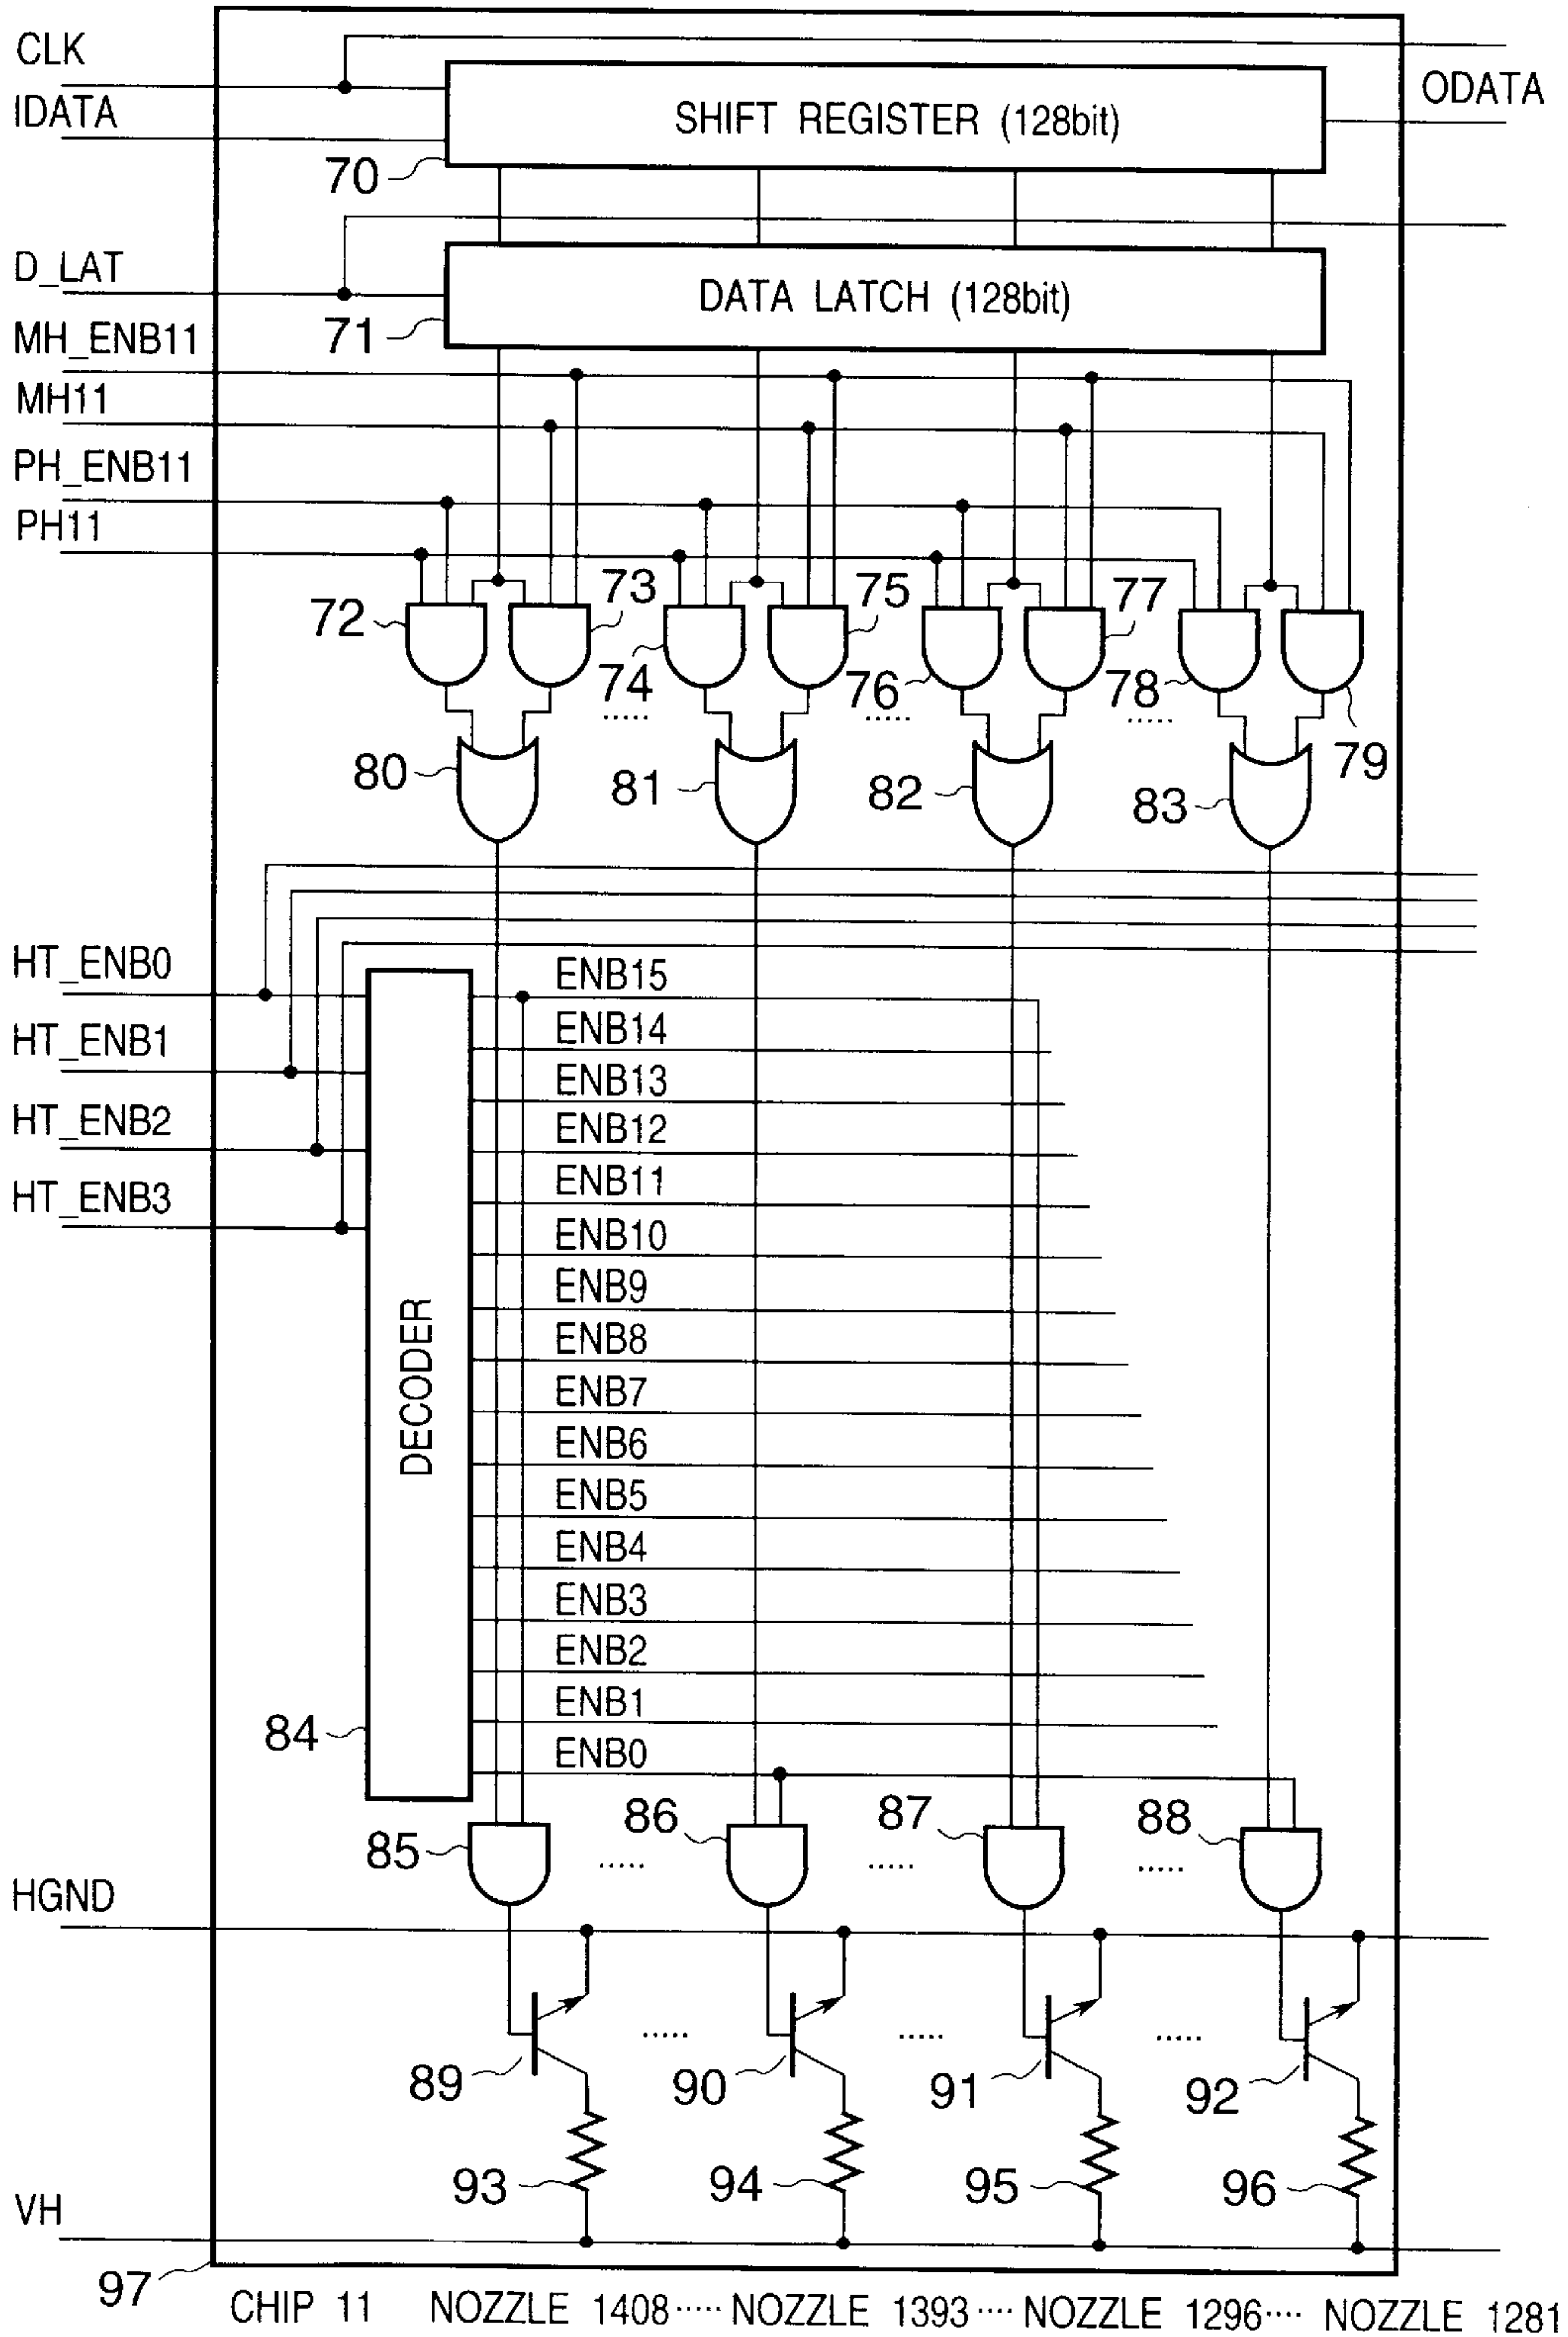 CLK
IDATA
ODATA
SHIFT REGISTER (128bit)
70
D_LAT
DATA LATCH (128bit)
71
MH_ENB11
MH11
PH_ENB11
PH11
72
73
74
75
76
77
78
79
80
81
82
83
HT_ENB0
HT_ENB1
HT_ENB2
HT_ENB3
DECODER
84
ENB15
ENB14
ENB13
ENB12
ENB11
ENB10
ENB9
ENB8
ENB7
ENB6
ENB5
ENB4
ENB3
ENB2
ENB1
ENB0
85
86
87
88
HGND
89
90
91
92
93
94
95
96
VH
97
CHIP 11 NOZZLE 1408 ····· NOZZLE 1393 ···· NOZZLE 1296 ···· NOZZLE 1281